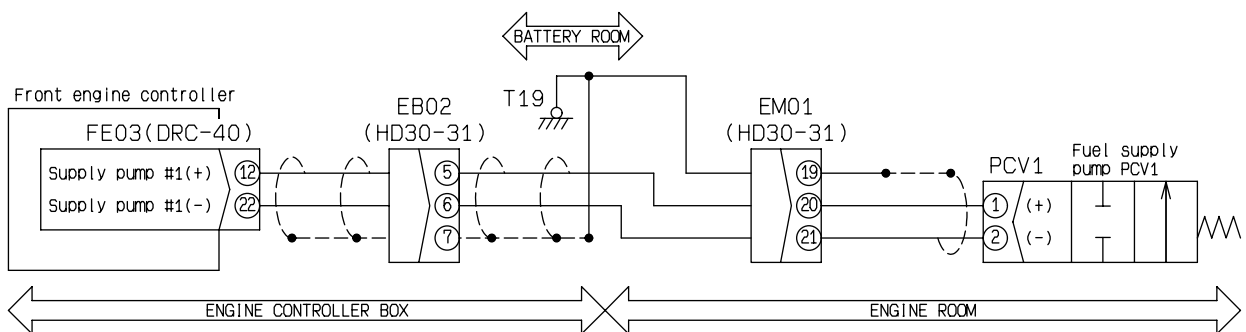 BATTERY ROOM
Front engine controller
T19
EB02
(HD30-31)
EM01
(HD30-31)
FE03(DRC-40)
PCV1
Fuel supply
pump PCV1
Supply pump #1(+)
12
5
19
Supply pump #1(-)
22
6
20
1
(+)
7
21
2
(-)
ENGINE CONTROLLER BOX
ENGINE ROOM